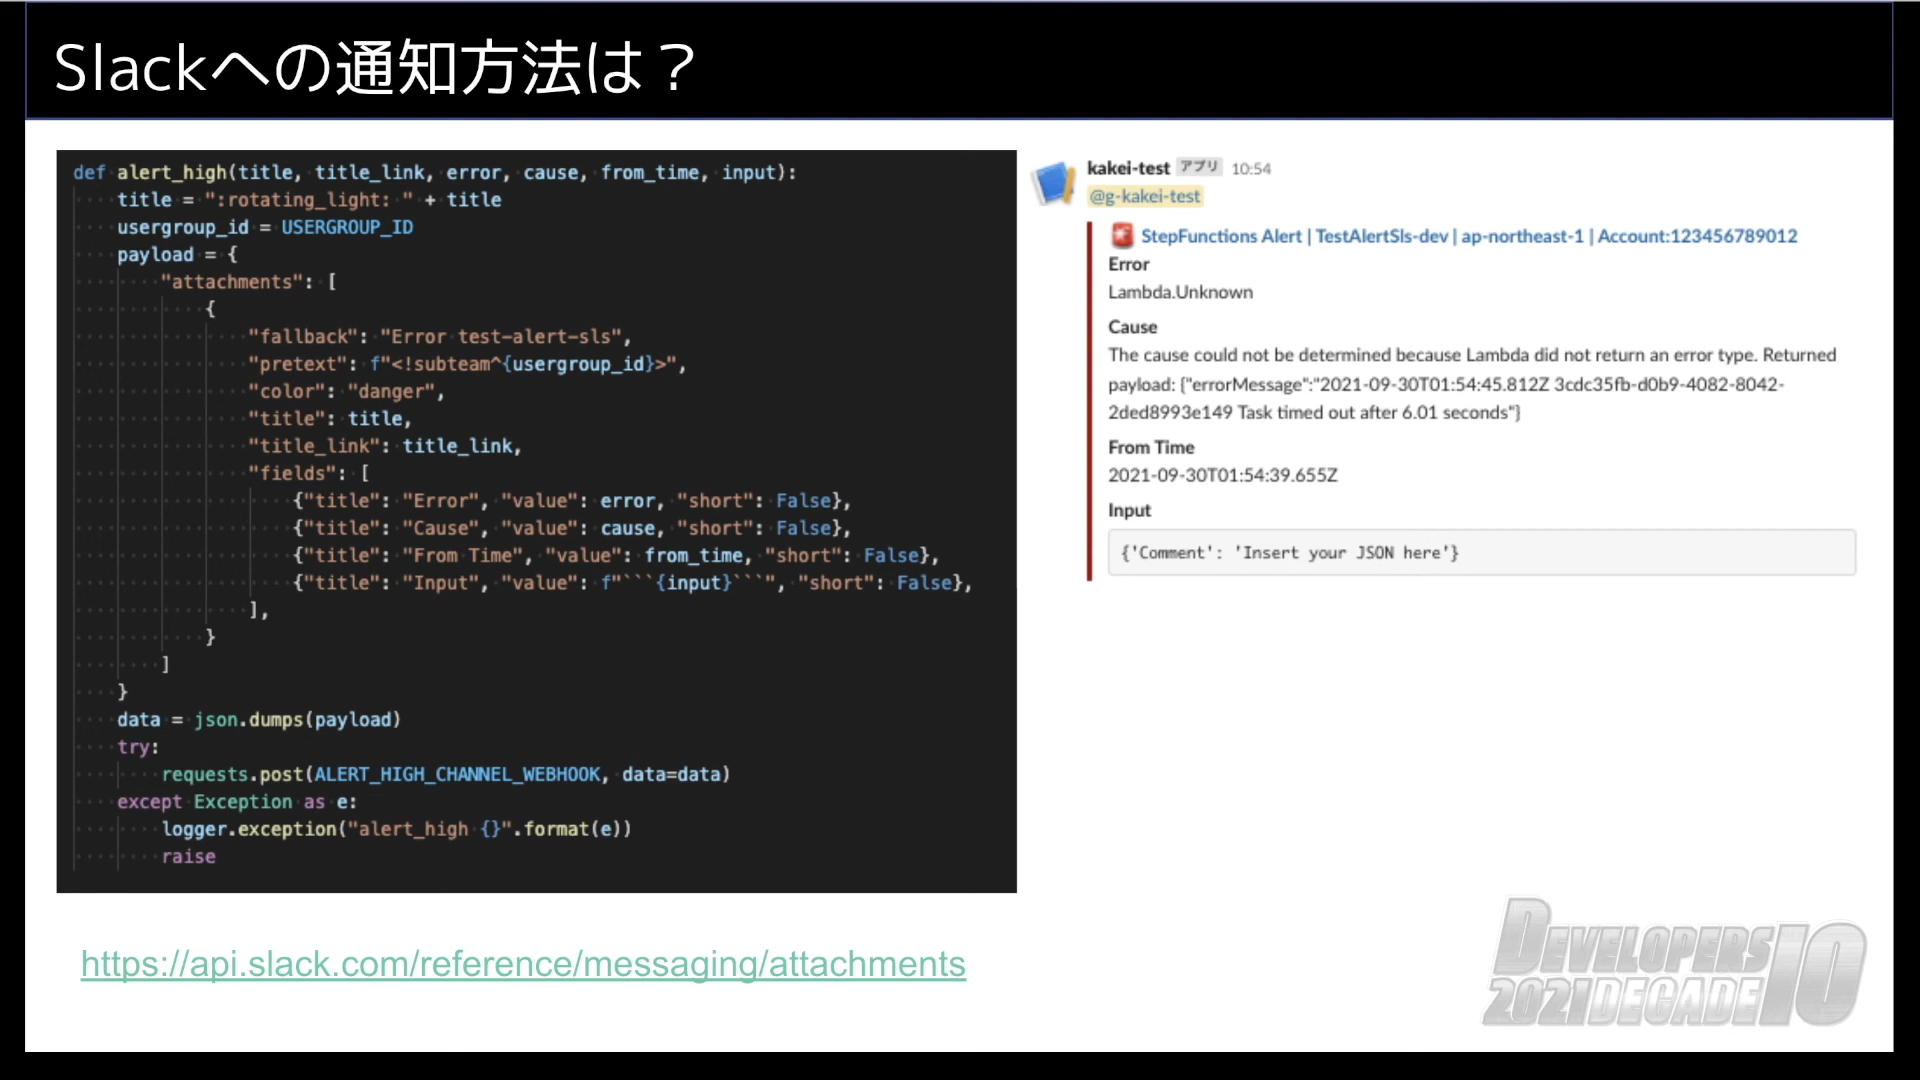 Slackへの通知方法は？
def alert_high(title, title_link, error, cause, from_time, input):
    title = ":rotating_light: " + title
    usergroup_id = USERGROUP_ID
    payload = {
        "attachments": [
            {
                "fallback": "Error test-alert-sls",
                "pretext": f"<!subteam^{usergroup_id}>",
                "color": "danger",
                "title": title,
                "title_link": title_link,
                "fields": [
                    {"title": "Error", "value": error, "short": False},
                    {"title": "Cause", "value": cause, "short": False},
                    {"title": "From Time", "value": from_time, "short": False},
                    {"title": "Input", "value": f"```{input}```", "short": False},
                ],
            }
        ]
    }
    data = json.dumps(payload)
    try:
        requests.post(ALERT_HIGH_CHANNEL_WEBHOOK, data=data)
    except Exception as e:
        logger.exception("alert_high {}".format(e))
        raise
kakei-test アプリ 10:54
@g-kakei-test
StepFunctions Alert | TestAlertSls-dev | ap-northeast-1 | Account:123456789012
Error
Lambda.Unknown
Cause
The cause could not be determined because Lambda did not return an error type. Returned
payload: {"errorMessage":"2021-09-30T01:54:45.812Z 3cdc35fb-d0b9-4082-8042-
2ded8993e149 Task timed out after 6.01 seconds"}
From Time
2021-09-30T01:54:39.655Z
Input
{'Comment': 'Insert your JSON here'}
https://api.slack.com/reference/messaging/attachments
DEVELOPERS 10
2021 DECADE